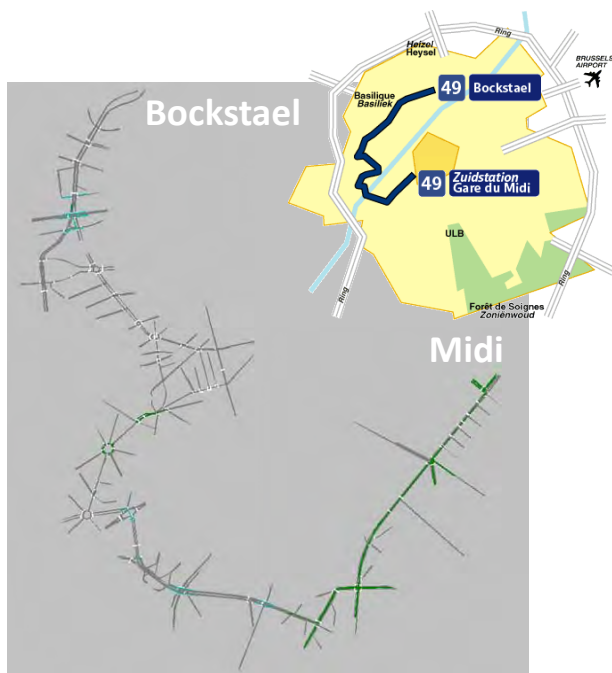 Bockstael
Heizel
Heysel
Ring
BRUSSELS
AIRPORT
Basilique
Basiliek
49 Bockstael
49 Zuidstation
Gare du Midi
ULB
Ring
Ring
Forêt de Soignes
Zoniënwoud
Midi